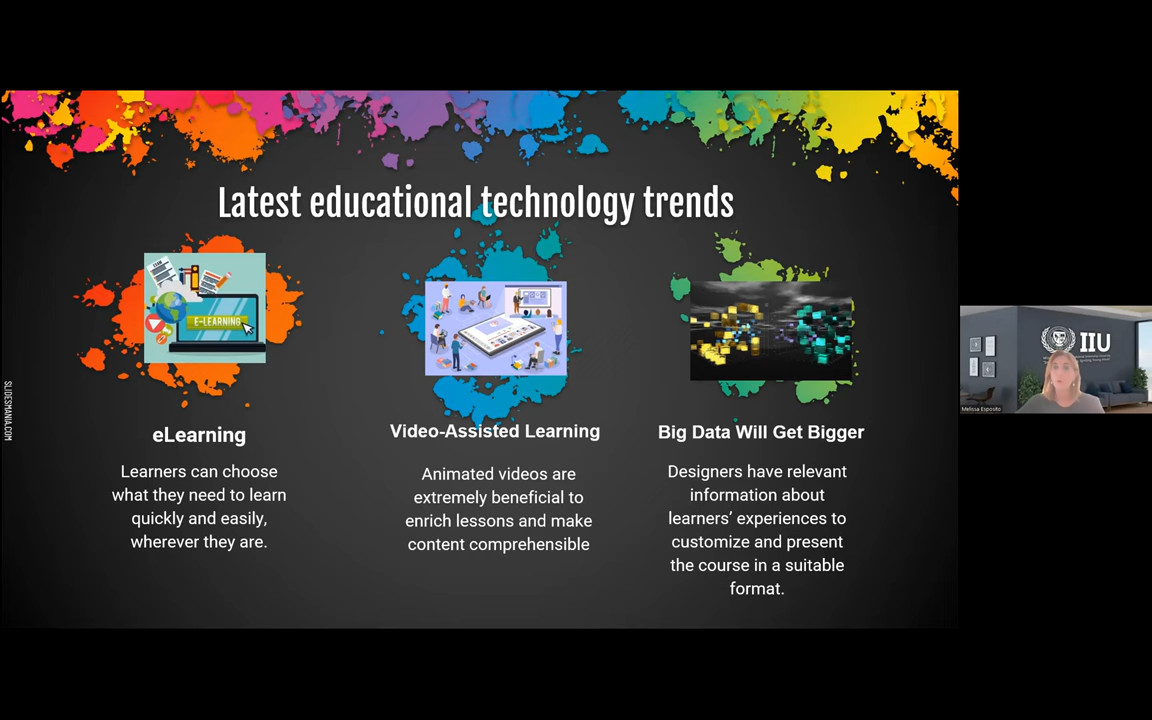 Latest educational technology trends
E-LEARNING
eLearning
Learners can choose
what they need to learn
quickly and easily,
wherever they are.
Video-Assisted Learning
Animated videos are
extremely beneficial to
enrich lessons and make
content comprehensible
Big Data Will Get Bigger
Designers have relevant
information about
learners’ experiences to
customize and present
the course in a suitable
format.
SLIDESMANIA.COM
IIU
Melissa Esposito